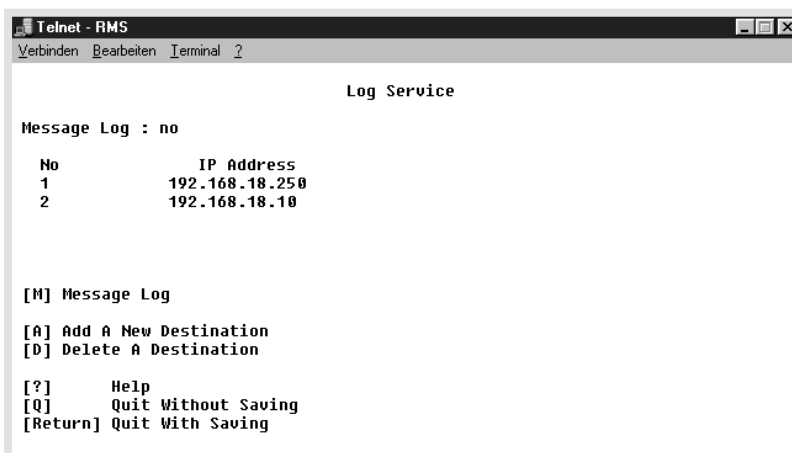 Telnet - RMS
Verbinden Bearbeiten Terminal ?
Log Service
Message Log : no
No IP Address
1 192.168.18.250
2 192.168.18.10
[M] Message Log
[A] Add A New Destination
[D] Delete A Destination
[?] Help
[Q] Quit Without Saving
[Return] Quit With Saving